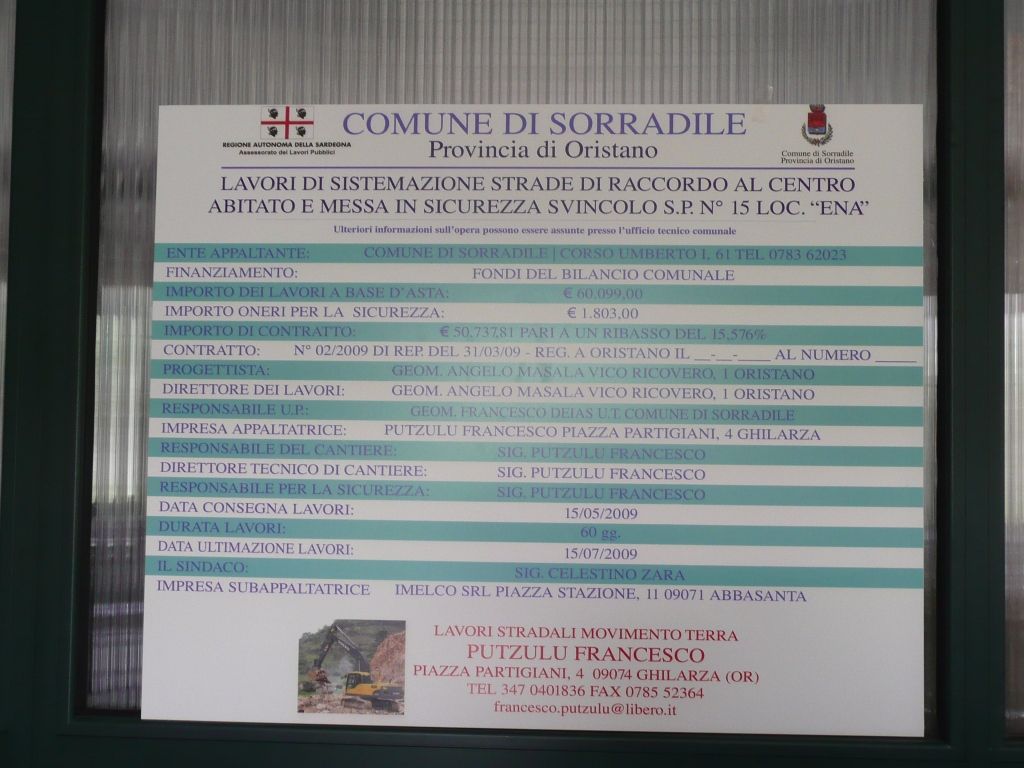 COMUNE DI SORRADILE
Provincia di Oristano
REGIONE AUTONOMA DELLA SARDEGNA
Assessorato dei Lavori Pubblici
Comune di Sorradile
Provincia di Oristano
LAVORI DI SISTEMAZIONE STRADE DI RACCORDO AL CENTRO
ABITATO E MESSA IN SICUREZZA SVINCOLO S.P. N° 15 LOC. “ENA”
Ulteriori informazioni sull'opera possono essere assunte presso l'ufficio tecnico comunale
ENTE APPALTANTE: COMUNE DI SORRADILE | CORSO UMBERTO I, 61 TEL 0783 62023
FINANZIAMENTO: FONDI DEL BILANCIO COMUNALE
IMPORTO DEI LAVORI A BASE D'ASTA: € 60.099,00
IMPORTO ONERI PER LA SICUREZZA: € 1.803,00
IMPORTO DI CONTRATTO: € 50.737,81 PARI A UN RIBASSO DEL 15,576%
CONTRATTO: N° 02/2009 DI REP. DEL 31/03/09 - REG. A ORISTANO IL __-__-____ AL NUMERO _____
PROGETTISTA: GEOM. ANGELO MASALA VICO RICOVERO, 1 ORISTANO
DIRETTORE DEI LAVORI: GEOM. ANGELO MASALA VICO RICOVERO, 1 ORISTANO
RESPONSABILE U.P.: GEOM. FRANCESCO DEIAS U.T. COMUNE DI SORRADILE
IMPRESA APPALTATRICE: PUTZULU FRANCESCO PIAZZA PARTIGIANI, 4 GHILARZA
RESPONSABILE DEL CANTIERE: SIG. PUTZULU FRANCESCO
DIRETTORE TECNICO DI CANTIERE: SIG. PUTZULU FRANCESCO
RESPONSABILE PER LA SICUREZZA: SIG. PUTZULU FRANCESCO
DATA CONSEGNA LAVORI: 15/05/2009
DURATA LAVORI: 60 gg.
DATA ULTIMAZIONE LAVORI: 15/07/2009
IL SINDACO: SIG. CELESTINO ZARA
IMPRESA SUBAPPALTATRICE IMELCO SRL PIAZZA STAZIONE, 11 09071 ABBASANTA
LAVORI STRADALI MOVIMENTO TERRA
PUTZULU FRANCESCO
PIAZZA PARTIGIANI, 4 09074 GHILARZA (OR)
TEL 347 0401836 FAX 0785 52364
francesco.putzulu@libero.it